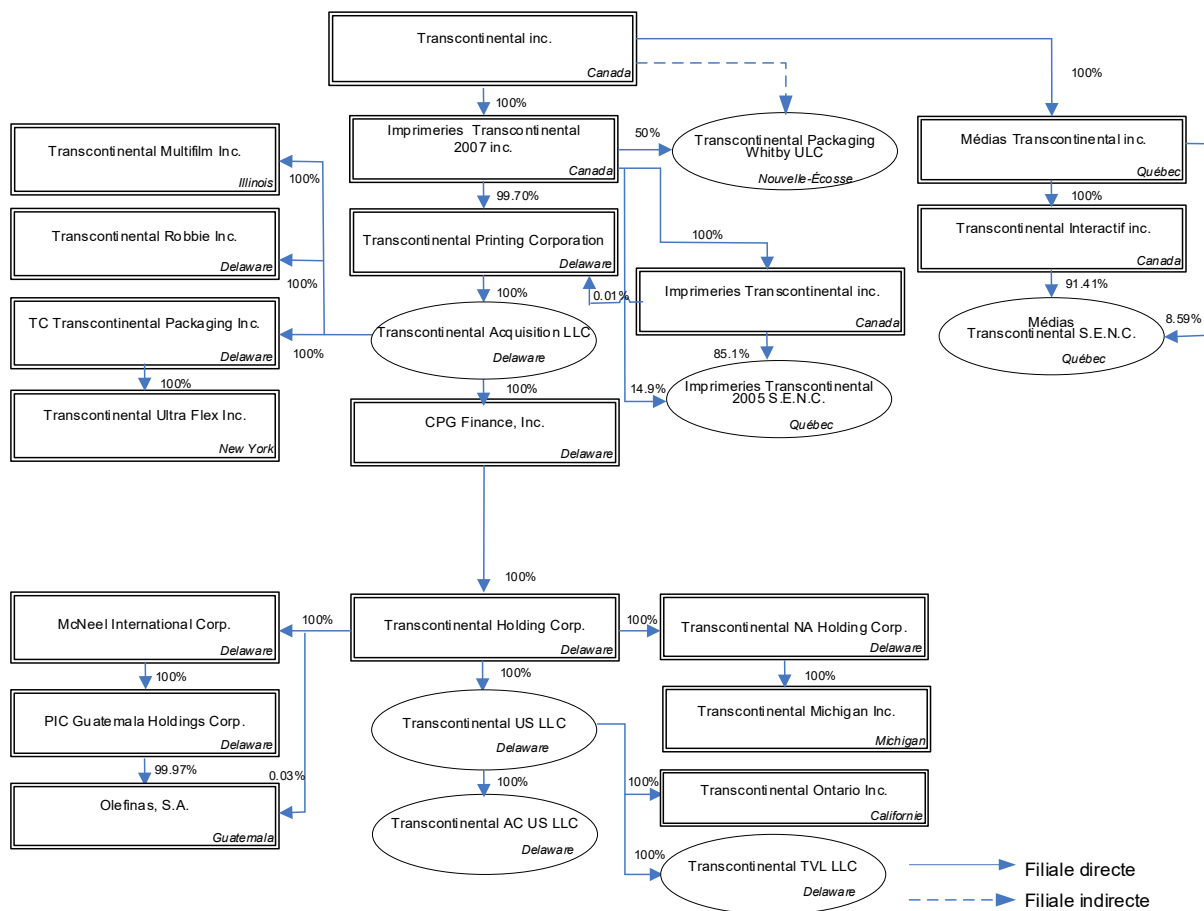 Transcontinental inc.
Canada
100%
100%
Imprimeries Transcontinental
2007 inc.
Canada
50%
Transcontinental Packaging
Whitby ULC
Nouvelle-Écosse
Médias Transcontinental inc.
Québec
Transcontinental Multifilm Inc.
Illinois
100%
99.70%
100%
Transcontinental Robbie Inc.
Delaware
Transcontinental Printing Corporation
Delaware
100%
Transcontinental Interactif inc.
Canada
100%
100%
0.01%
Imprimeries Transcontinental inc.
Canada
91.41%
TC Transcontinental Packaging Inc.
Delaware
100%
Transcontinental Acquisition LLC
Delaware
Médias
Transcontinental S.E.N.C.
Québec
8.59%
100%
100%
85.1%
14.9%
Imprimeries Transcontinental
2005 S.E.N.C.
Québec
Transcontinental Ultra Flex Inc.
New York
CPG Finance, Inc.
Delaware
100%
McNeel International Corp.
Delaware
100%
Transcontinental Holding Corp.
Delaware
100%
Transcontinental NA Holding Corp.
Delaware
100%
100%
100%
PIC Guatemala Holdings Corp.
Delaware
Transcontinental US LLC
Delaware
Transcontinental Michigan Inc.
Michigan
99.97%
0.03%
100%
100%
Olefinas, S.A.
Guatemala
Transcontinental AC US LLC
Delaware
Transcontinental Ontario Inc.
Californie
100%
Transcontinental TVL LLC
Delaware
Filiale directe
Filiale indirecte